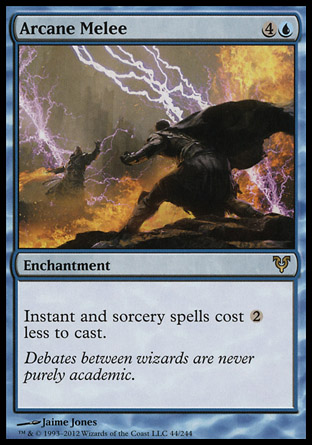 Arcane Melee 4
Enchantment
Instant and sorcery spells cost 2
less to cast.
Debates between wizards are never
purely academic.
Jaime Jones
™ & © 1993–2012 Wizards of the Coast LLC 44/244